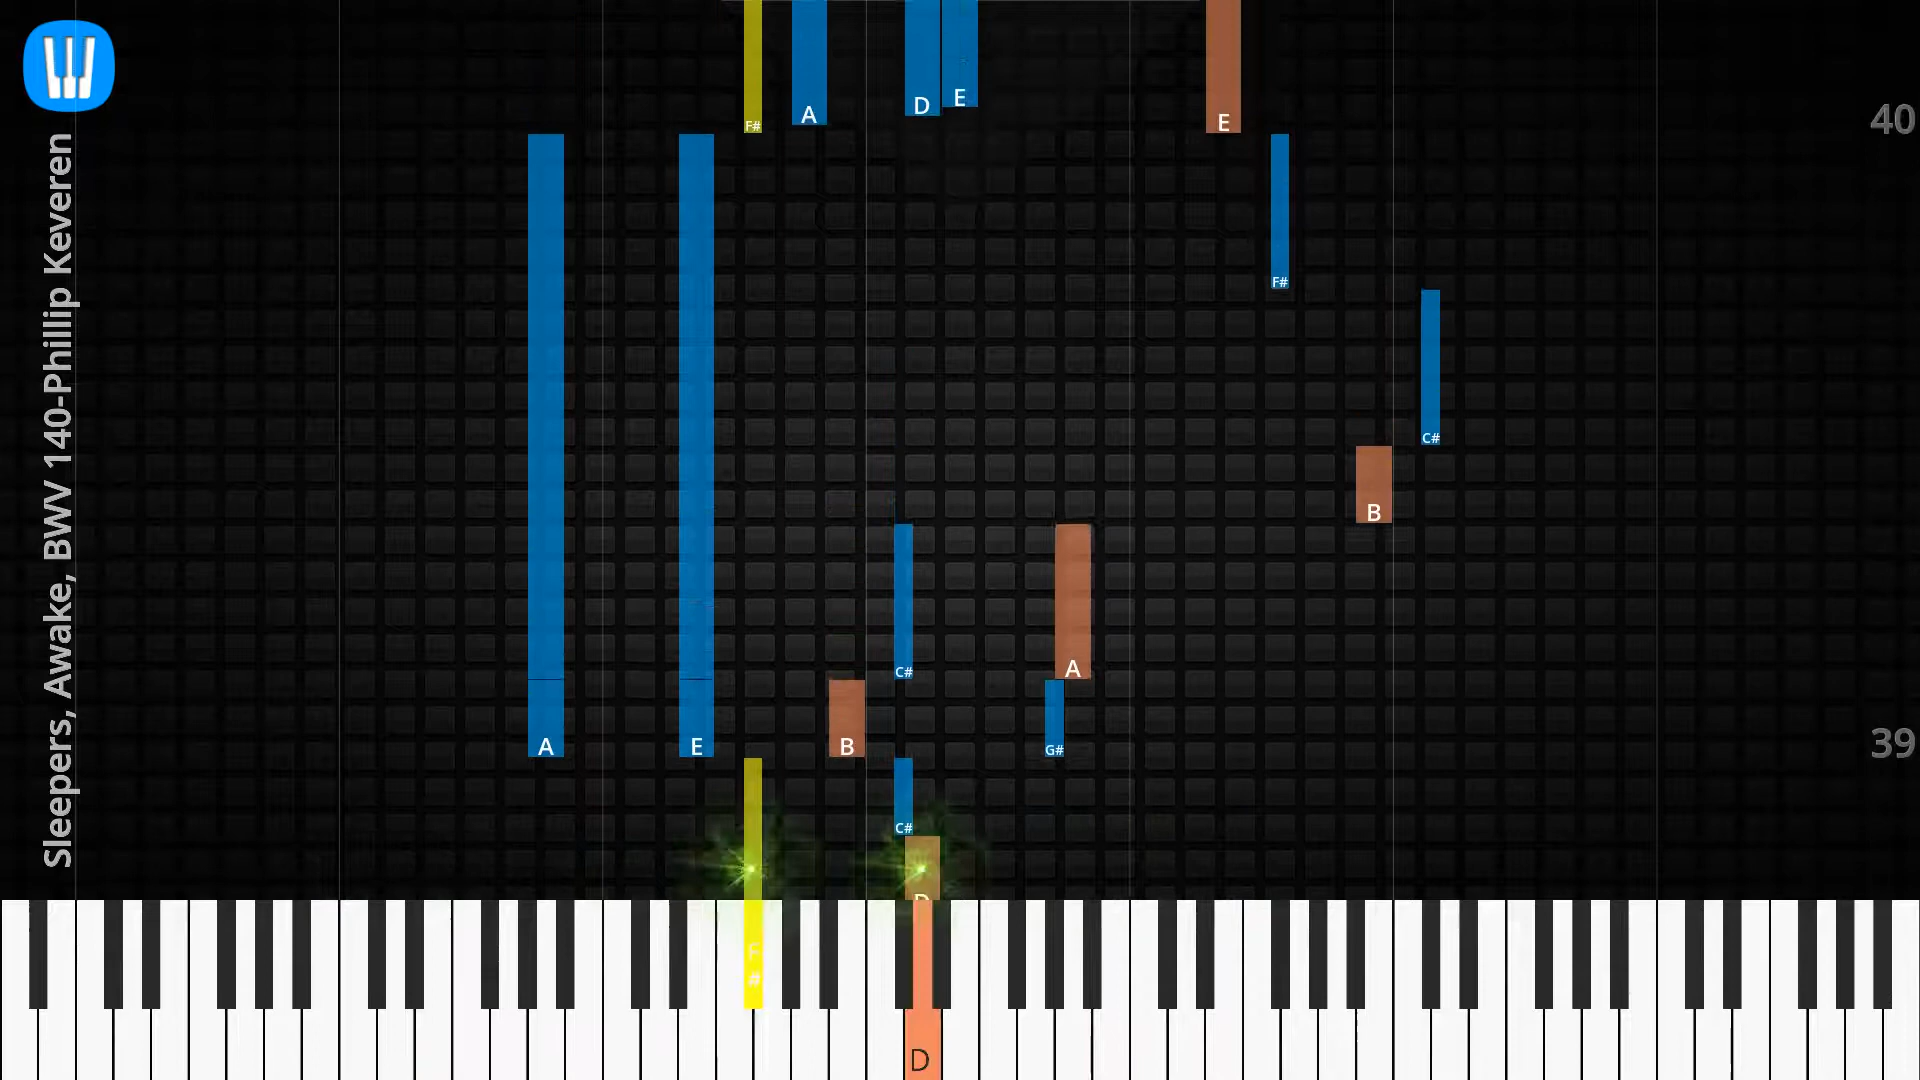 Sleepers, Awake, BWV 140-Phillip Keveren
F#
A
D
E
E
40
F#
C#
B
C#
A
A
E
B
G#
39
C#
D
F
#
D